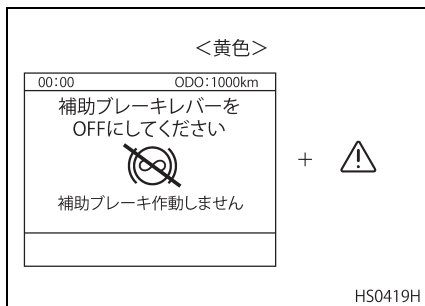 ＜黄色＞
00:00 ODO:1000km
補助ブレーキレバーを
OFFにしてください
補助ブレーキ作動しません
+
HS0419H